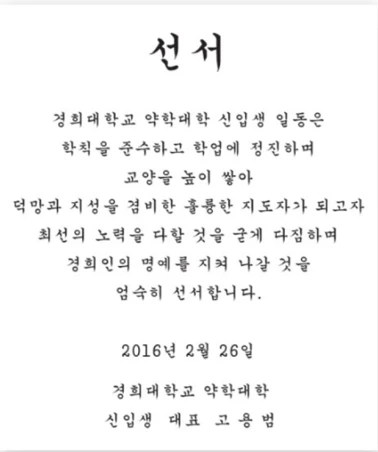 선서
경희대학교 약학대학 신입생 일동은
학칙을 준수하고 학업에 정진하며
교양을 높이 쌓아
덕망과 지성을 겸비한 훌륭한 지도자가 되고자
최선의 노력을 다할 것을 굳게 다짐하며
경희인의 명예를 지켜 나갈 것을
엄숙히 선서합니다.
2016년 2월 26일
경희대학교 약학대학
신입생 대표 고용범